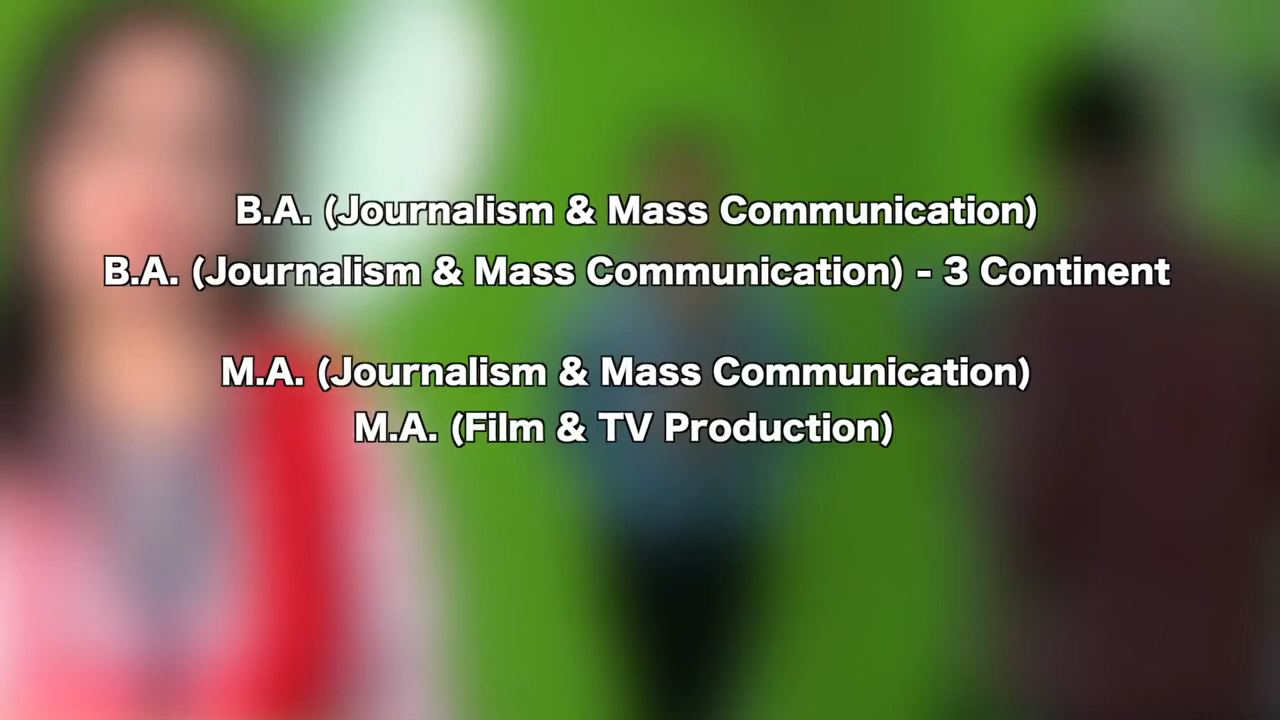 B.A. (Journalism & Mass Communication)
B.A. (Journalism & Mass Communication) - 3 Continent
M.A. (Journalism & Mass Communication)
M.A. (Film & TV Production)